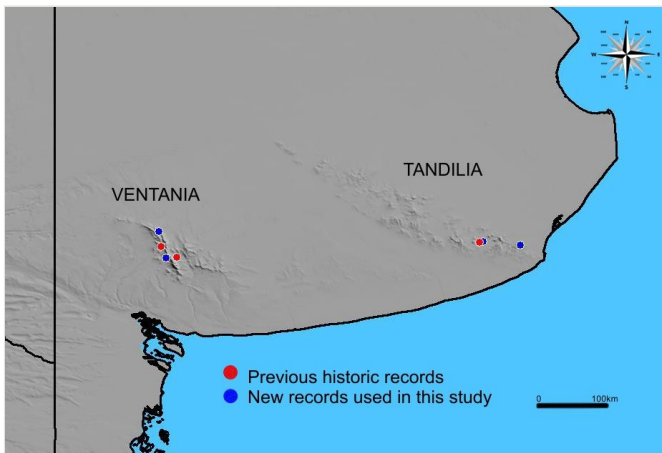 N
W E
S
TANDILIA
VENTANIA
Previous historic records
New records used in this study
0 100km